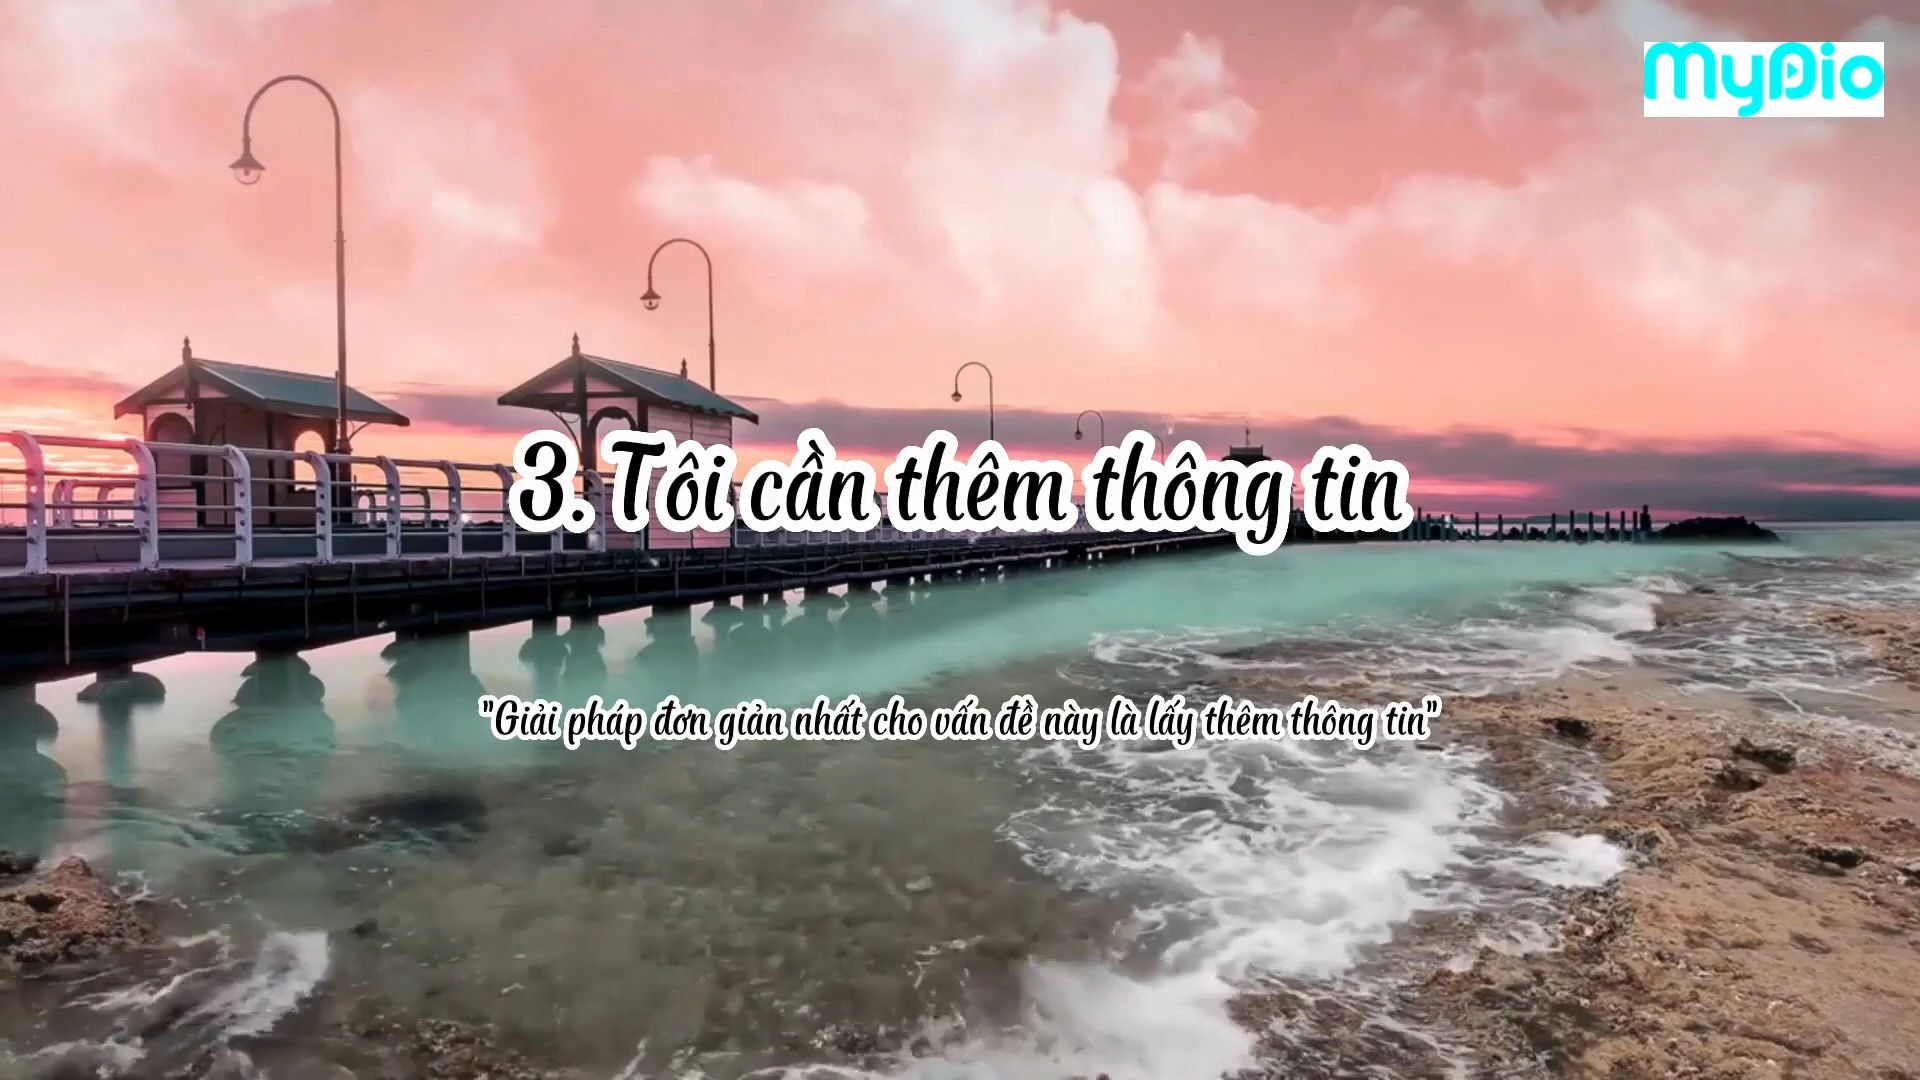 MyDio
3. Tôi cần thêm thông tin
"Giải pháp đơn giản nhất cho vấn đề này là lấy thêm thông tin"